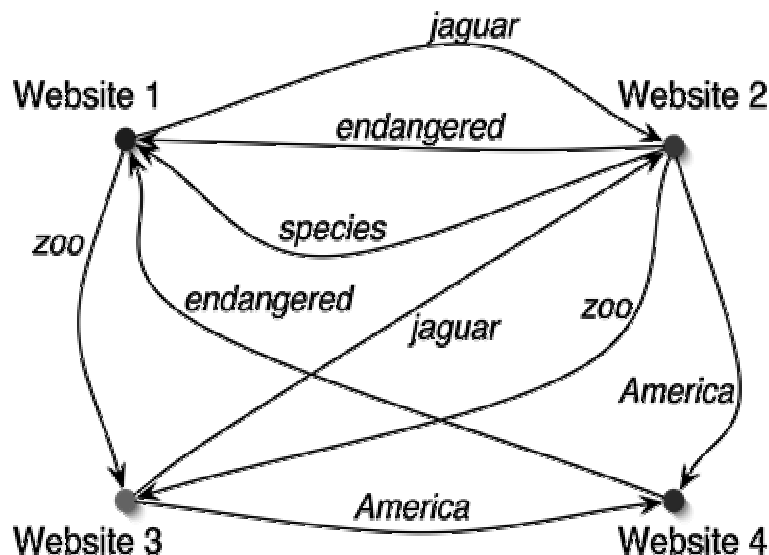 jaguar
Website 1
Website 2
endangered
species
zoo
endangered
jaguar
zoo
America
America
Website 3
Website 4